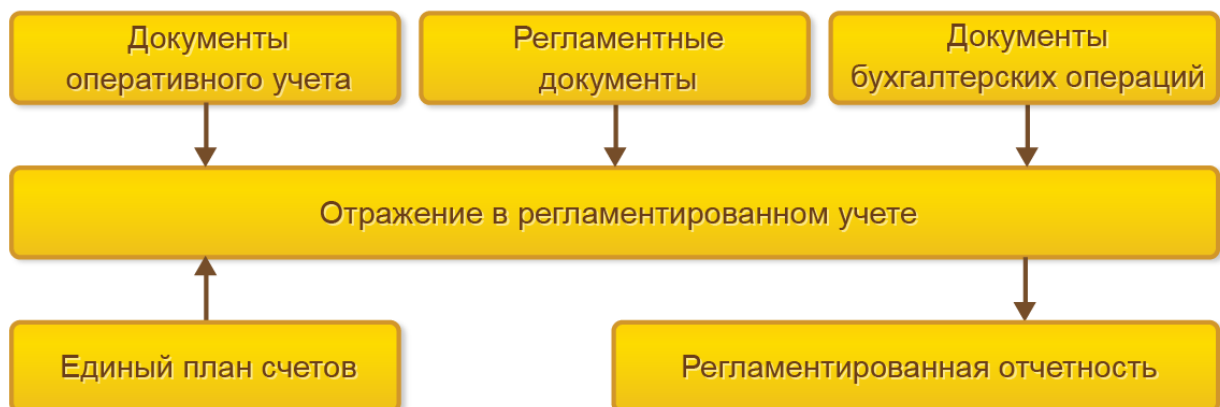 Документы
оперативного учета
Регламентные
документы
Документы
бухгалтерских операций
Отражение в регламентированном учете
Единый план счетов
Регламентированная отчетность